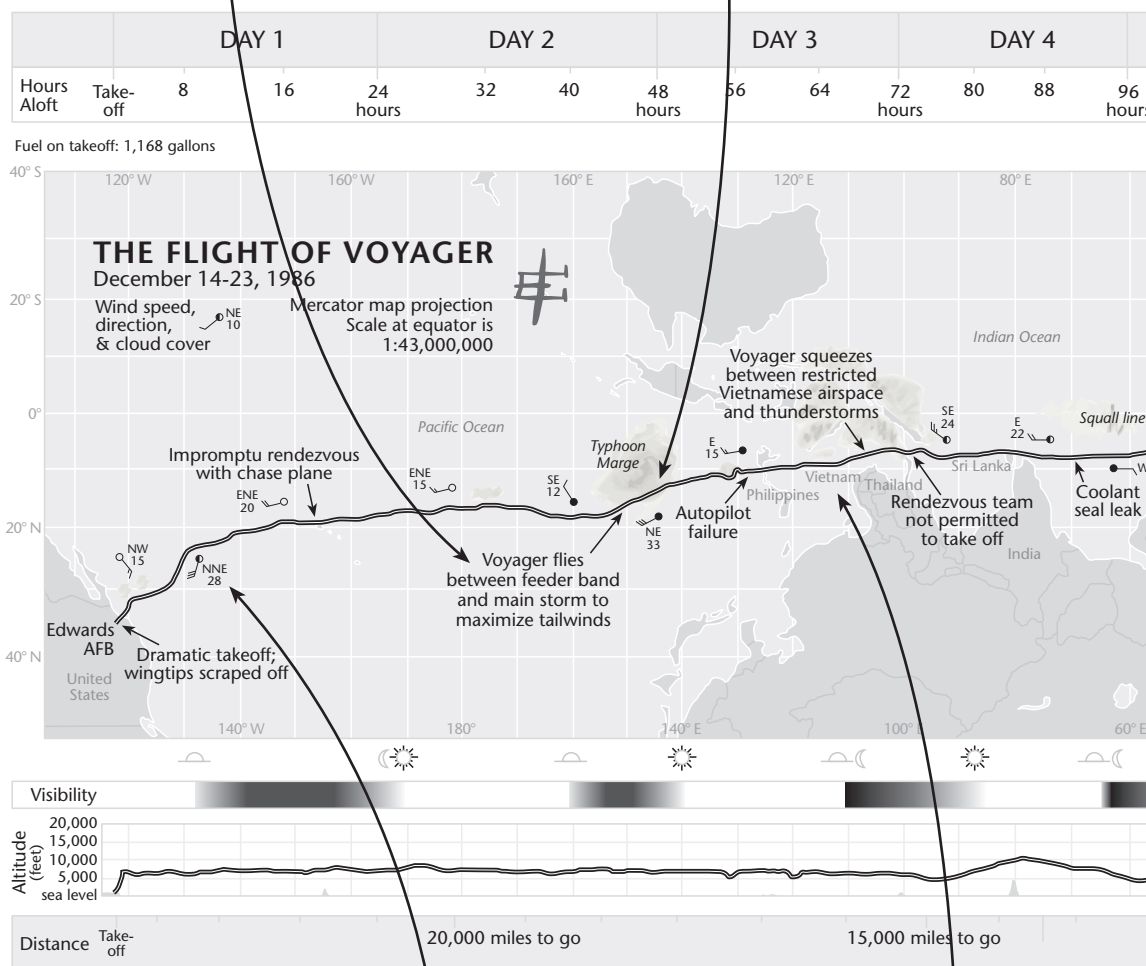 DAY 1 DAY 2 DAY 3 DAY 4
Hours Aloft
Take-off 8 16 24 hours 32 40 48 hours 56 64 72 hours 80 88 96
Fuel on takeoff: 1,168 gallons
40° S
120° W 160° W 160° E 120° E 80° E
THE FLIGHT OF VOYAGER
December 14-23, 1986
Wind speed,
direction,
& cloud cover
NE
10
Mercator map projection
Scale at equator is
1:43,000,000
20° S
Indian Ocean
Voyager squeezes
between restricted
Vietnamese airspace
and thunderstorms
0°
Pacific Ocean
SE
24
E
22
Squall line
Typhoon
Marge
E
15
Impromptu rendezvous
with chase plane
ENE
20
ENE
15
SE
12
Vietnam
Thailand
Sri Lanka
Philippines
Autopilot
failure
Rendezvous team
not permitted
to take off
Coolant
seal leak
20° N
NE
33
NW
15
NNE
28
Voyager flies
between feeder band
and main storm to
maximize tailwinds
India
Edwards
AFB
Dramatic takeoff;
wingtips scraped off
40° N
United
States
140° W 180° 140° E 100° E 60° E
Visibility
Altitude
(feet)
20,000
15,000
10,000
5,000
sea level
Distance
Take-
off
20,000 miles to go
15,000 miles to go